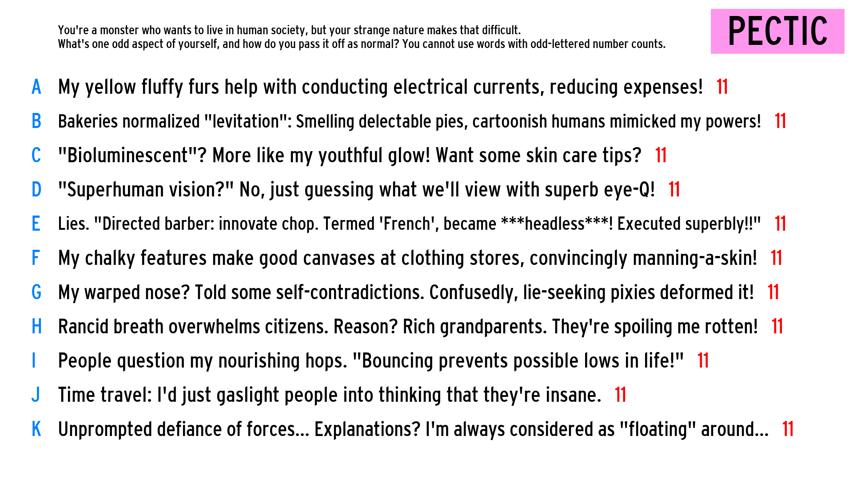 You're a monster who wants to live in human society, but your strange nature makes that difficult.
What's one odd aspect of yourself, and how do you pass it off as normal? You cannot use words with odd-lettered number counts.
PECTIC
A My yellow fluffy furs help with conducting electrical currents, reducing expenses! 11
B Bakeries normalized "levitation": Smelling delectable pies, cartoonish humans mimicked my powers! 11
C "Bioluminescent"? More like my youthful glow! Want some skin care tips? 11
D "Superhuman vision?" No, just guessing what we'll view with superb eye-Q! 11
E Lies. "Directed barber: innovate chop. Termed 'French', became ***headless***! Executed superbly!!" 11
F My chalky features make good canvases at clothing stores, convincingly manning-a-skin! 11
G My warped nose? Told some self-contradictions. Confusedly, lie-seeking pixies deformed it! 11
H Rancid breath overwhelms citizens. Reason? Rich grandparents. They're spoiling me rotten! 11
I People question my nourishing hops. "Bouncing prevents possible lows in life!" 11
J Time travel: I'd just gaslight people into thinking that they're insane. 11
K Unprompted defiance of forces... Explanations? I'm always considered as "floating" around... 11